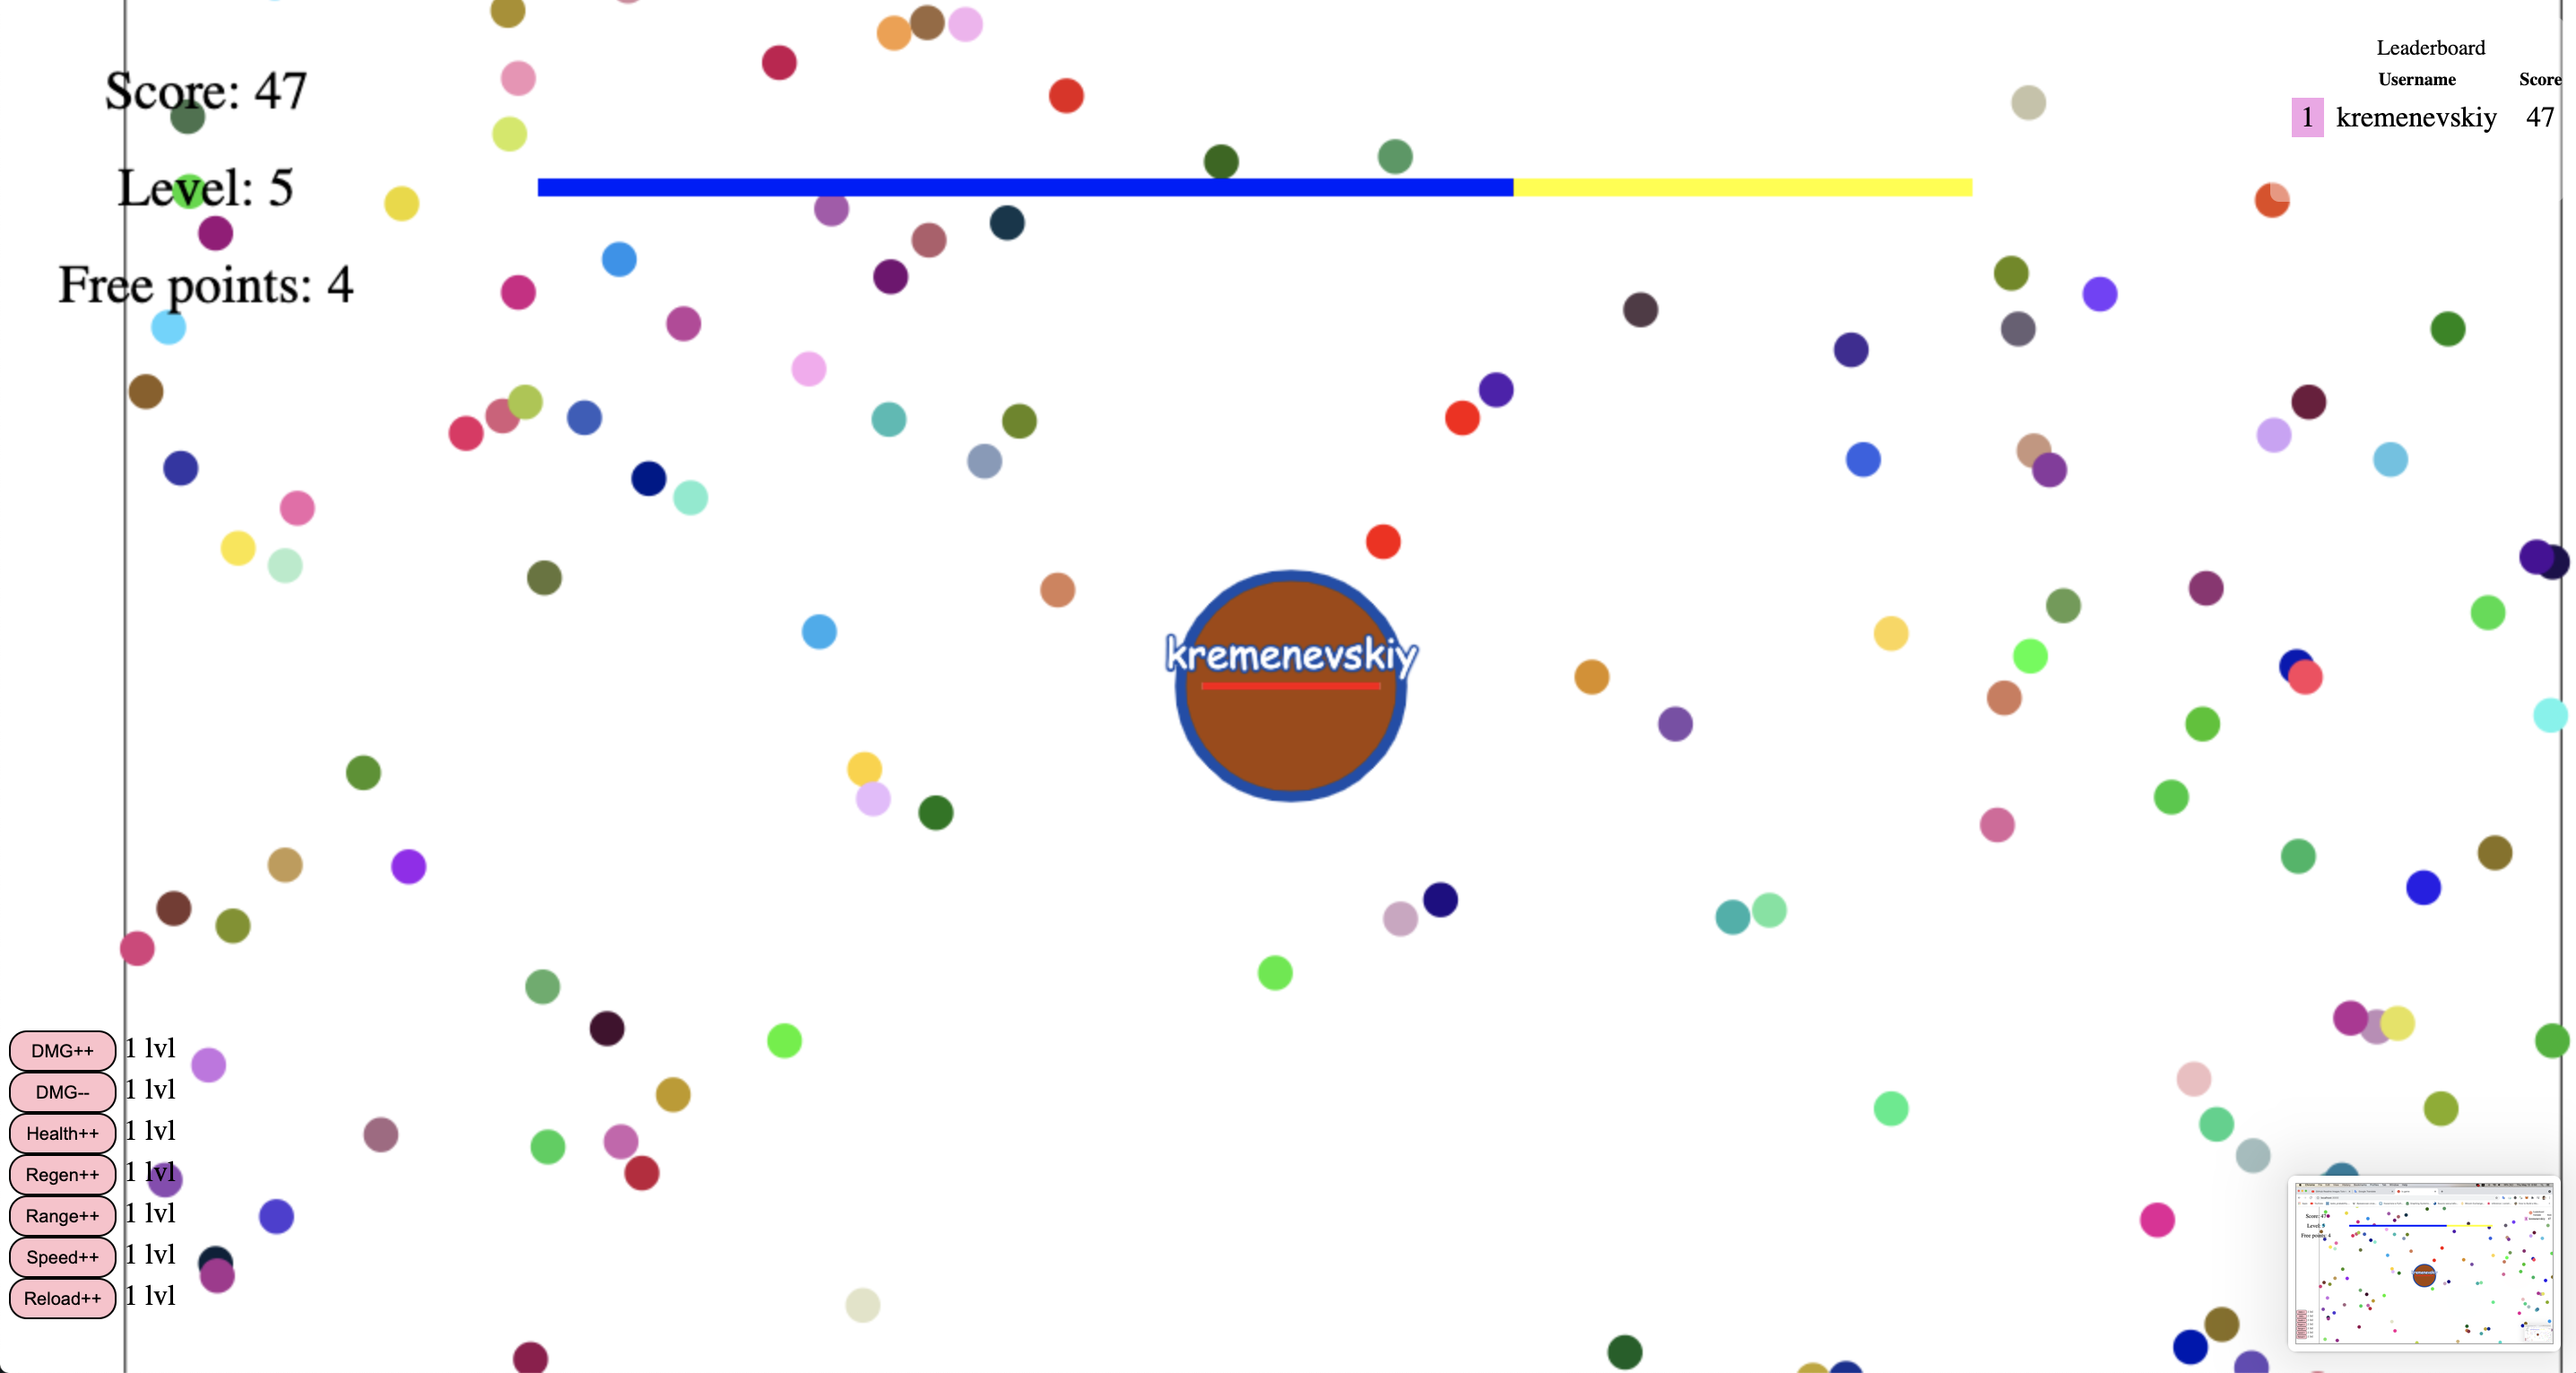 Score: 47
Level: 5
Free points: 4
Leaderboard
Username Score
1 kremenevskiy 47
kremenevskiy
DMG++ 1 lvl
DMG-- 1 lvl
Health++ 1 lvl
Regen++ 1 lvl
Range++ 1 lvl
Speed++ 1 lvl
Reload++ 1 lvl